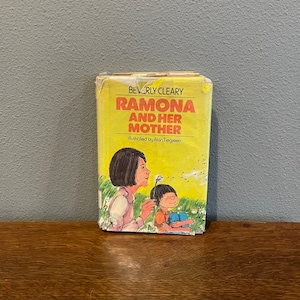 BEVERLY CLEARY
RAMONA
AND HER
MOTHER
Illustrated by Alan Tiegreen